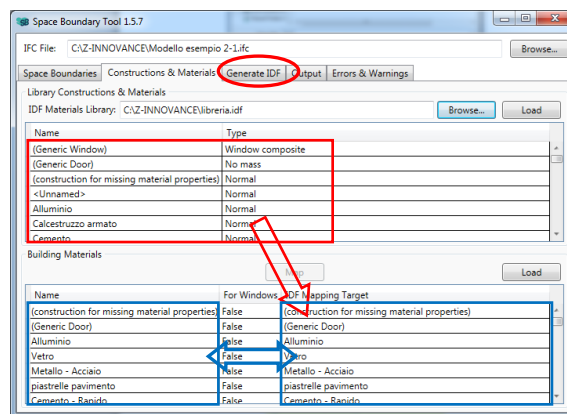 Space Boundary Tool 1.5.7
IFC File: C:\Z-INNOVANCE\Modello esempio 2-1.ifc Browse...
Space Boundaries Constructions & Materials Generate IDF Output Errors & Warnings
Library Constructions & Materials
IDF Materials Library: C:\Z-INNOVANCE\libreria.idf Browse... Load
Name Type
(Generic Window) Window composite
(Generic Door) No mass
(construction for missing material properties) Normal
<Unnamed> Normal
Alluminio Normal
Calcestruzzo armato Normal
Cemento Normal
Building Materials
Map Load
Name For Windows IDF Mapping Target
(construction for missing material properties) False (construction for missing material properties)
(Generic Door) False (Generic Door)
Alluminio False Alluminio
Vetro False Vetro
Metallo - Acciaio False Metallo - Acciaio
piastrelle pavimento False piastrelle pavimento
Cemento - Rapido False Cemento - Rapido